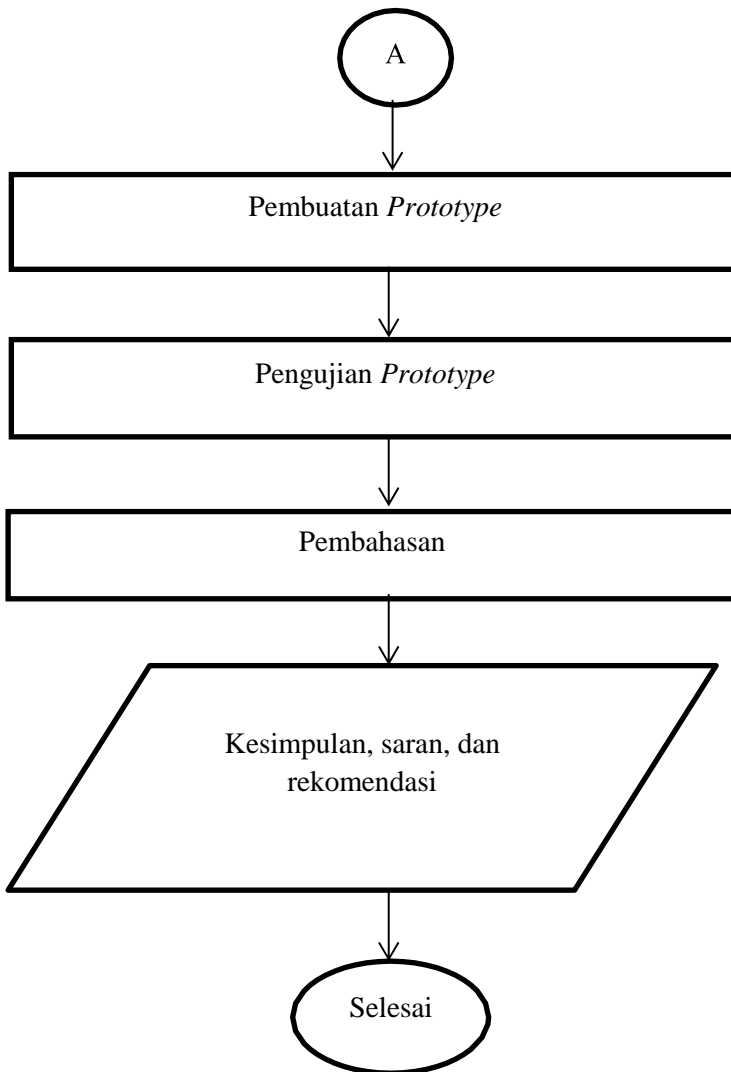 A
Pembuatan Prototype
Pengujian Prototype
Pembahasan
Kesimpulan, saran, dan
rekomendasi
Selesai